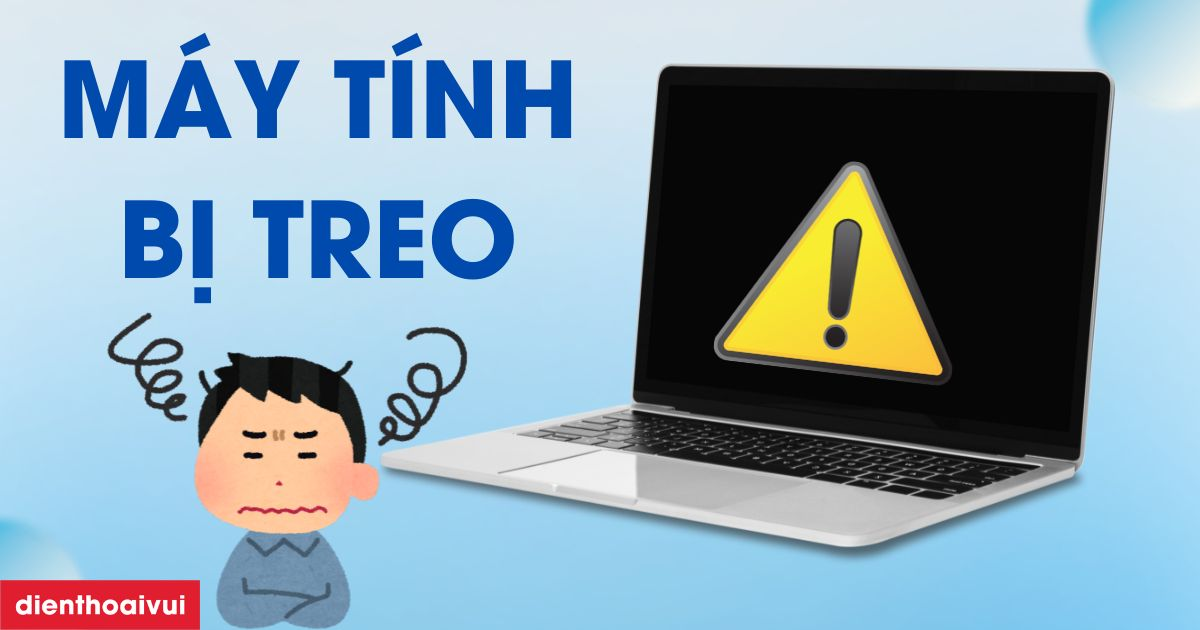 MÁY TÍNH
BỊ TREO
dienthoaivui